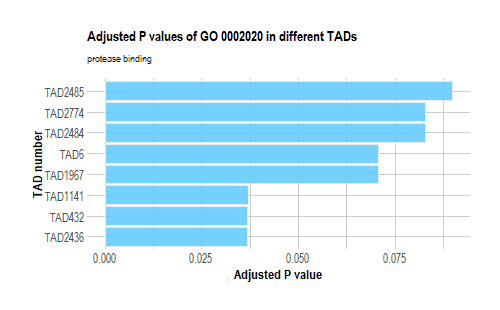 Adjusted P values of GO 0002020 in different TADs
protease binding
TAD number
TAD2485
TAD2774
TAD2484
TAD6
TAD1967
TAD1141
TAD432
TAD2436
0.000 0.025 0.050 0.075
Adjusted P value